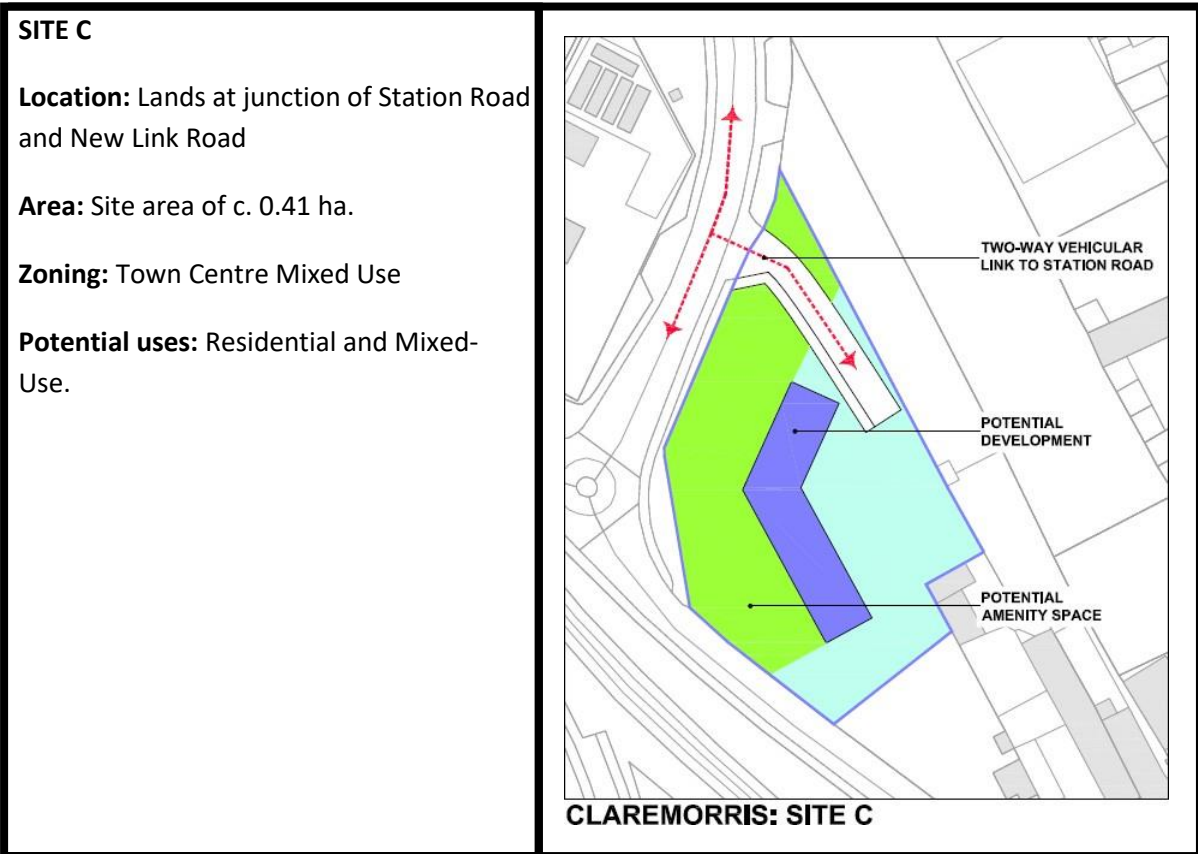 SITE C
Location: Lands at junction of Station Road
and New Link Road
Area: Site area of c. 0.41 ha.
Zoning: Town Centre Mixed Use
Potential uses: Residential and Mixed-
Use.
TWO-WAY VEHICULAR
LINK TO STATION ROAD
POTENTIAL
DEVELOPMENT
POTENTIAL
AMENITY SPACE
CLAREMORRIS: SITE C